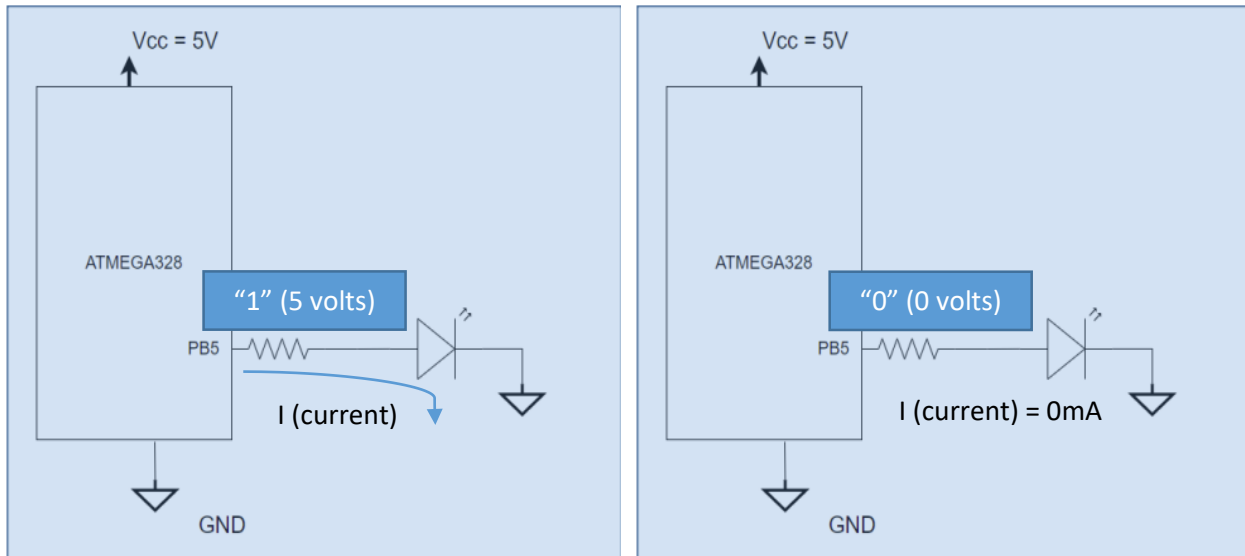 Vcc = 5V
ATMEGA328
“1” (5 volts)
PB5
I (current)
GND
Vcc = 5V
ATMEGA328
“0” (0 volts)
PB5
I (current) = 0mA
GND